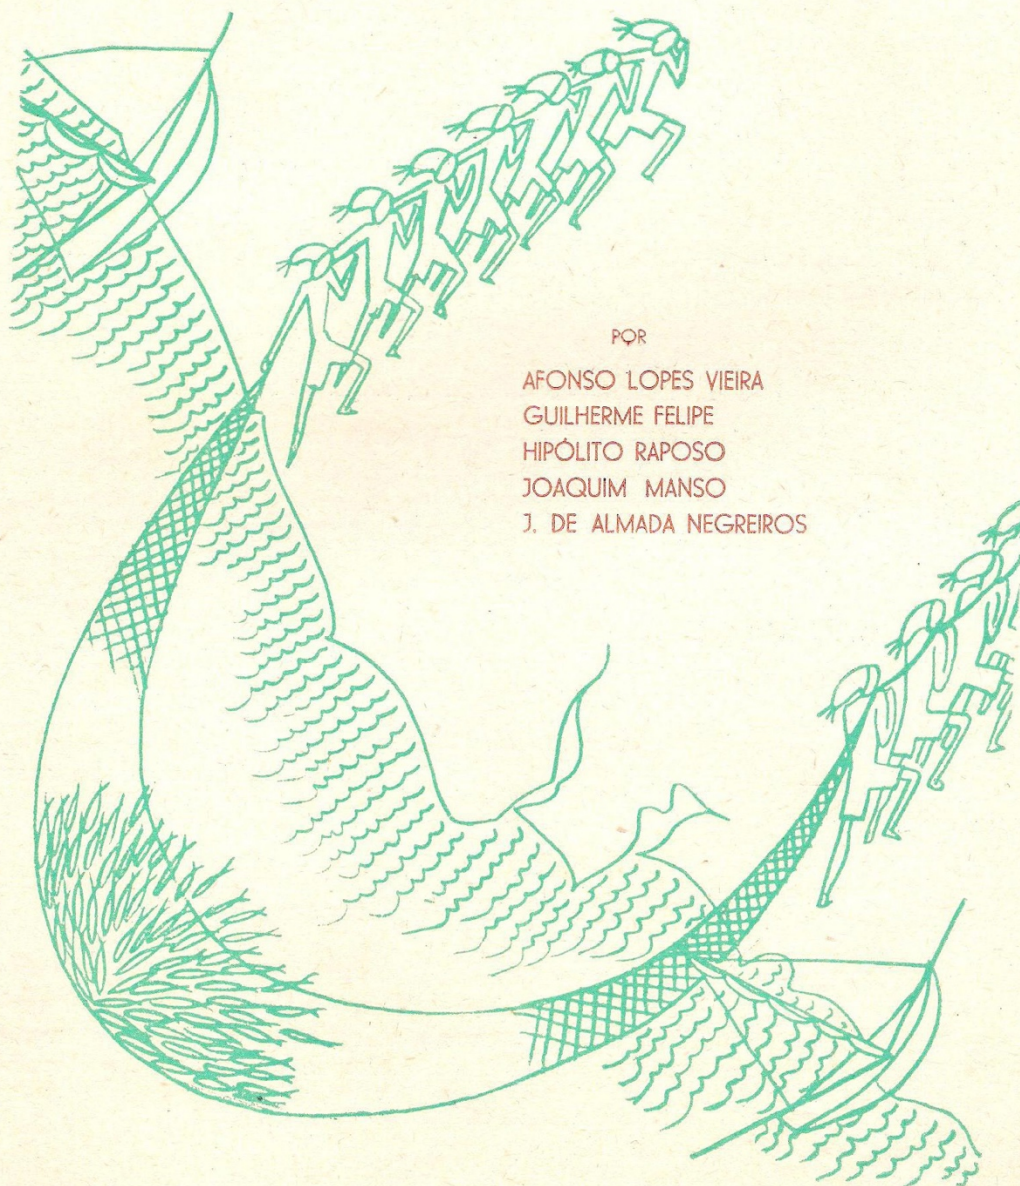 POR
AFONSO LOPES VIEIRA
GUILHERME FELIPE
HIPÓLITO RAPOSO
JOAQUIM MANSO
J. DE ALMADA NEGREIROS